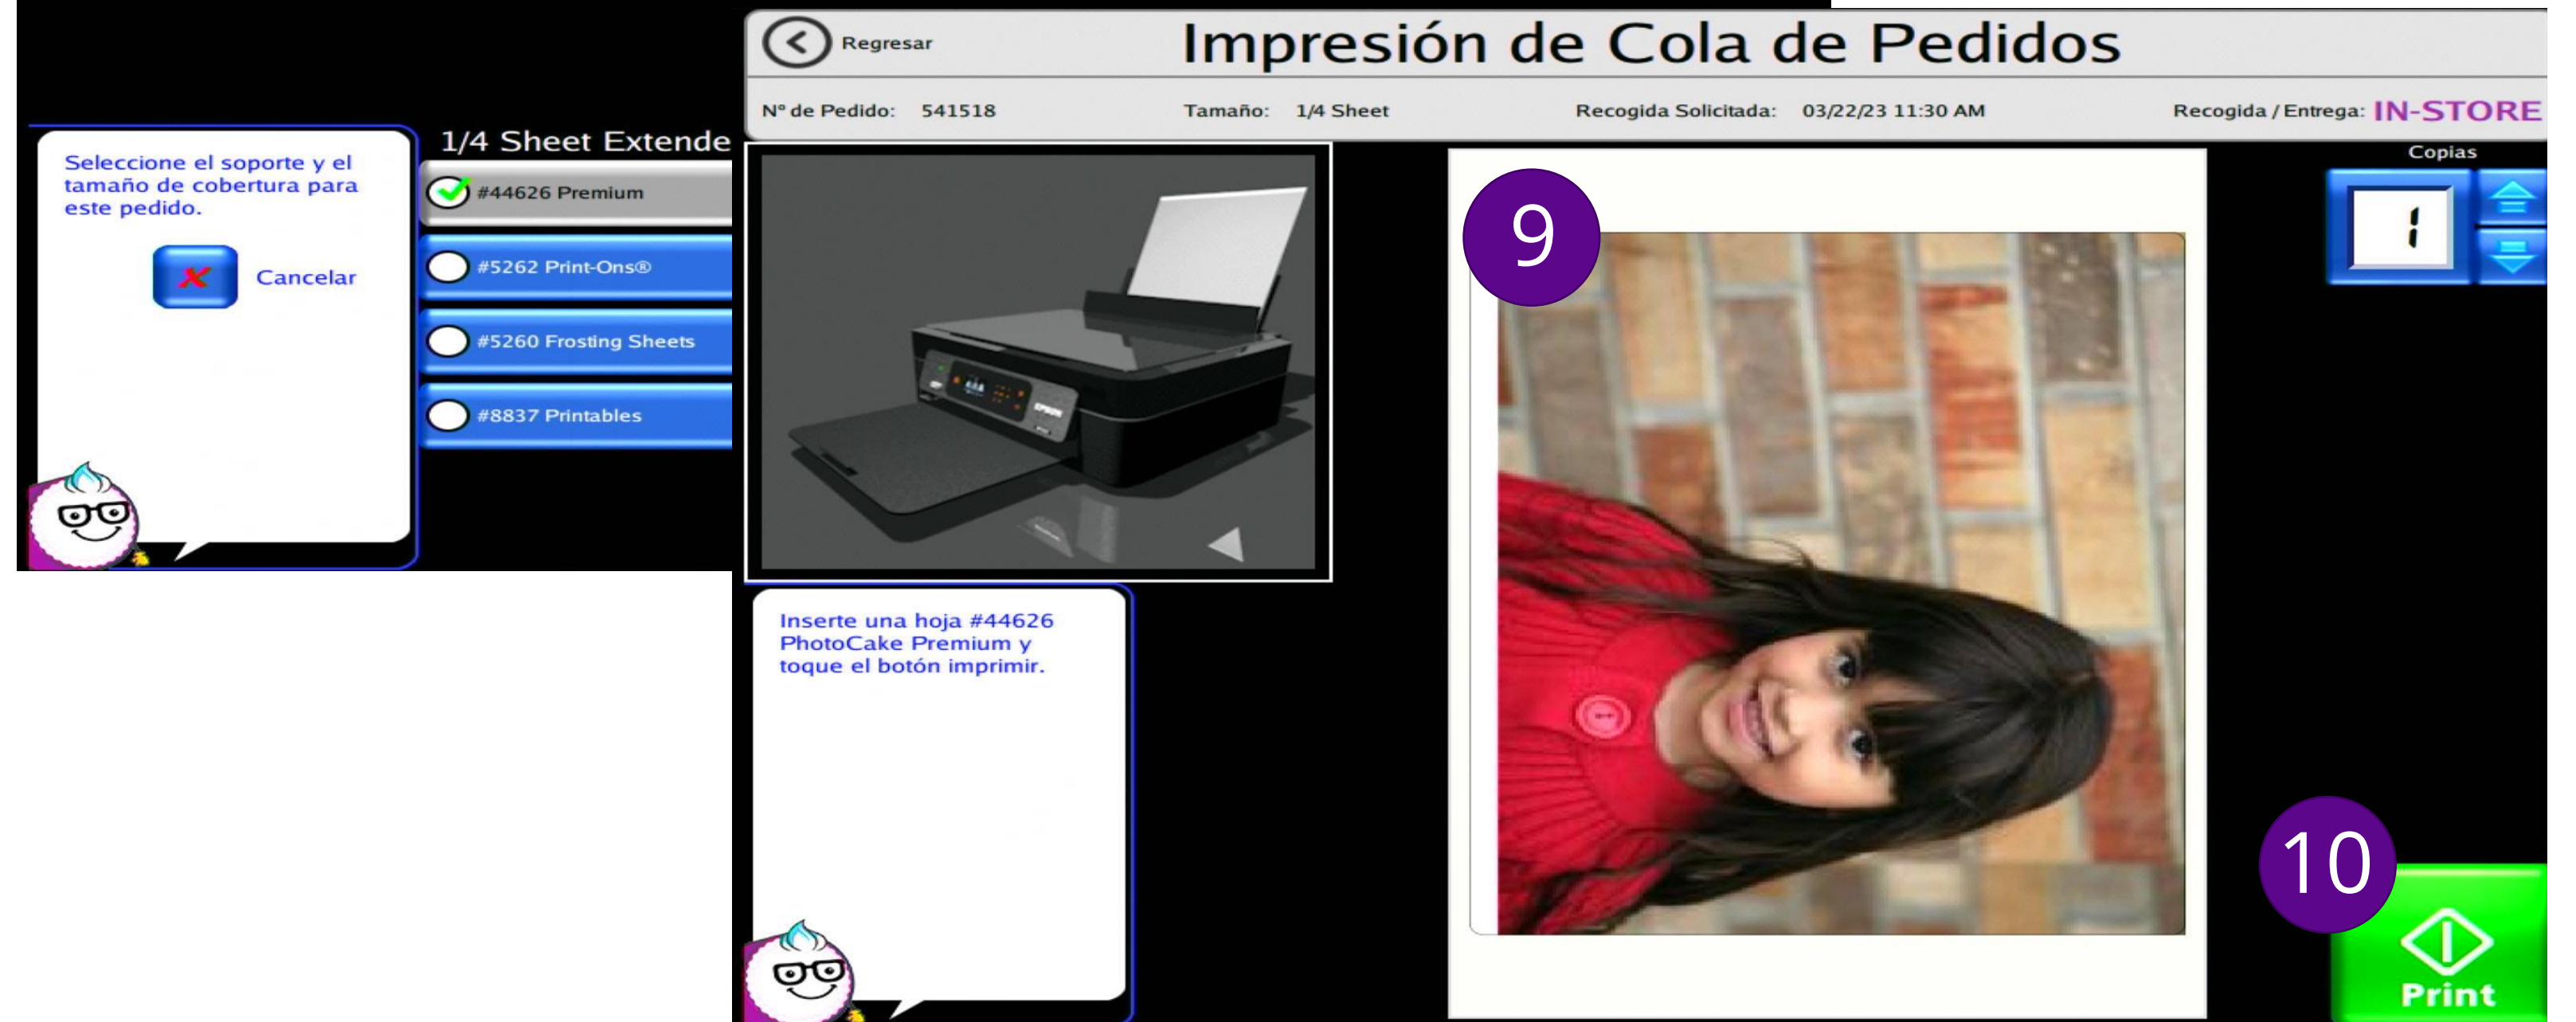 Seleccione el soporte y el
tamaño de cobertura para
este pedido.
Cancelar
1/4 Sheet Extende
#44626 Premium
#5262 Print-Ons®
#5260 Frosting Sheets
#8837 Printables
Regresar
Impresión de Cola de Pedidos
Nº de Pedido: 541518
Tamaño: 1/4 Sheet
Recogida Solicitada: 03/22/23 11:30 AM
Recogida / Entrega: IN-STORE
EPSON
Inserte una hoja #44626
PhotoCake Premium y
toque el botón imprimir.
9
Copias
1
10
Print